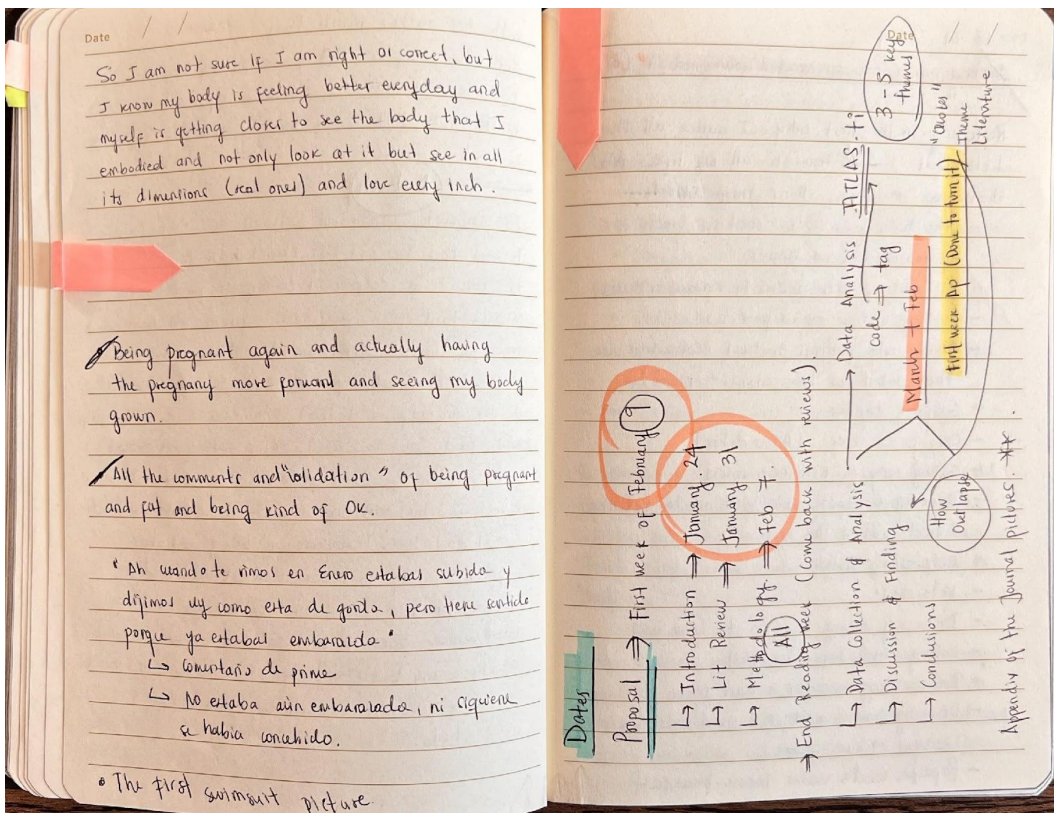 Date / /
So I am not sure if I am right or correct, but
I know my body is feeling better everyday and
myself is getting closer to see the body that I
embodied and not only look at it but see in all
its dimensions (real ones) and love every inch.
Being pregnant again and actually having
the pregnany move forward and seeing my body
grown.
All the comments and "validation" of being pregnant
and fat and being kind of OK.
"Ah cuando te vimos en Enero estabas subida y
dijimos uy como esta de gorda, pero tiene sentido
porque ya estabas embarazada"
↳ comentario de prima
↳ No estaba aún embarazada, ni siquiera
se habia concebido.
• The first swimsuit picture.
Date / /
Dates
Proposal ⇒ First week of February 9
↳ Introduction ⇒ January 24
↳ Lit Review ⇒ January 31
↳ Methodology ⇒ Feb 7.
All
⇒ End Reading week (come back with reviews).
↳ Data Collection & Analysis → Data Analysis ATLAS.ti
code ⇒ tag
3-5 key
themes
↳ Discussion & Finding
March + Feb
First week Ap (Done to turn it)
"Quotes"
Theme
Literature
↳ Conclusions
How
Overlapse
Appendix of the Journal pictures. **